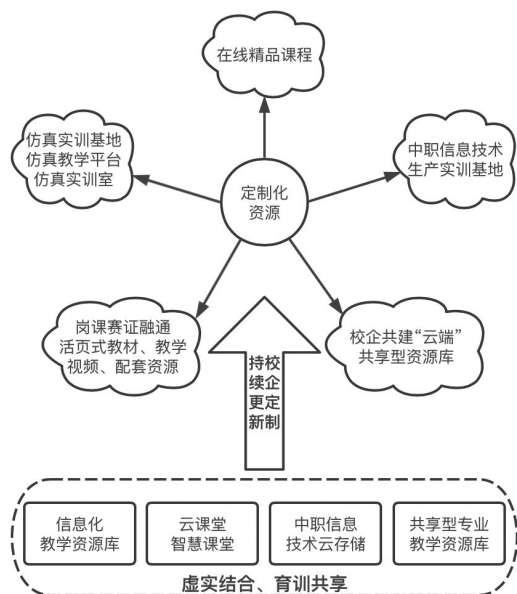 在线精品课程
仿真实训基地
仿真教学平台
仿真实训室
中职信息技术
生产实训基地
定制化
资源
岗课赛证融通
活页式教材、教学
视频、配套资源
校企共建“云端”
共享型资源库
校企定制
持续更新
信息化
教学资源库
云课堂
智慧课堂
中职信息
技术云存储
共享型专业
教学资源库
虚实结合、育训共享